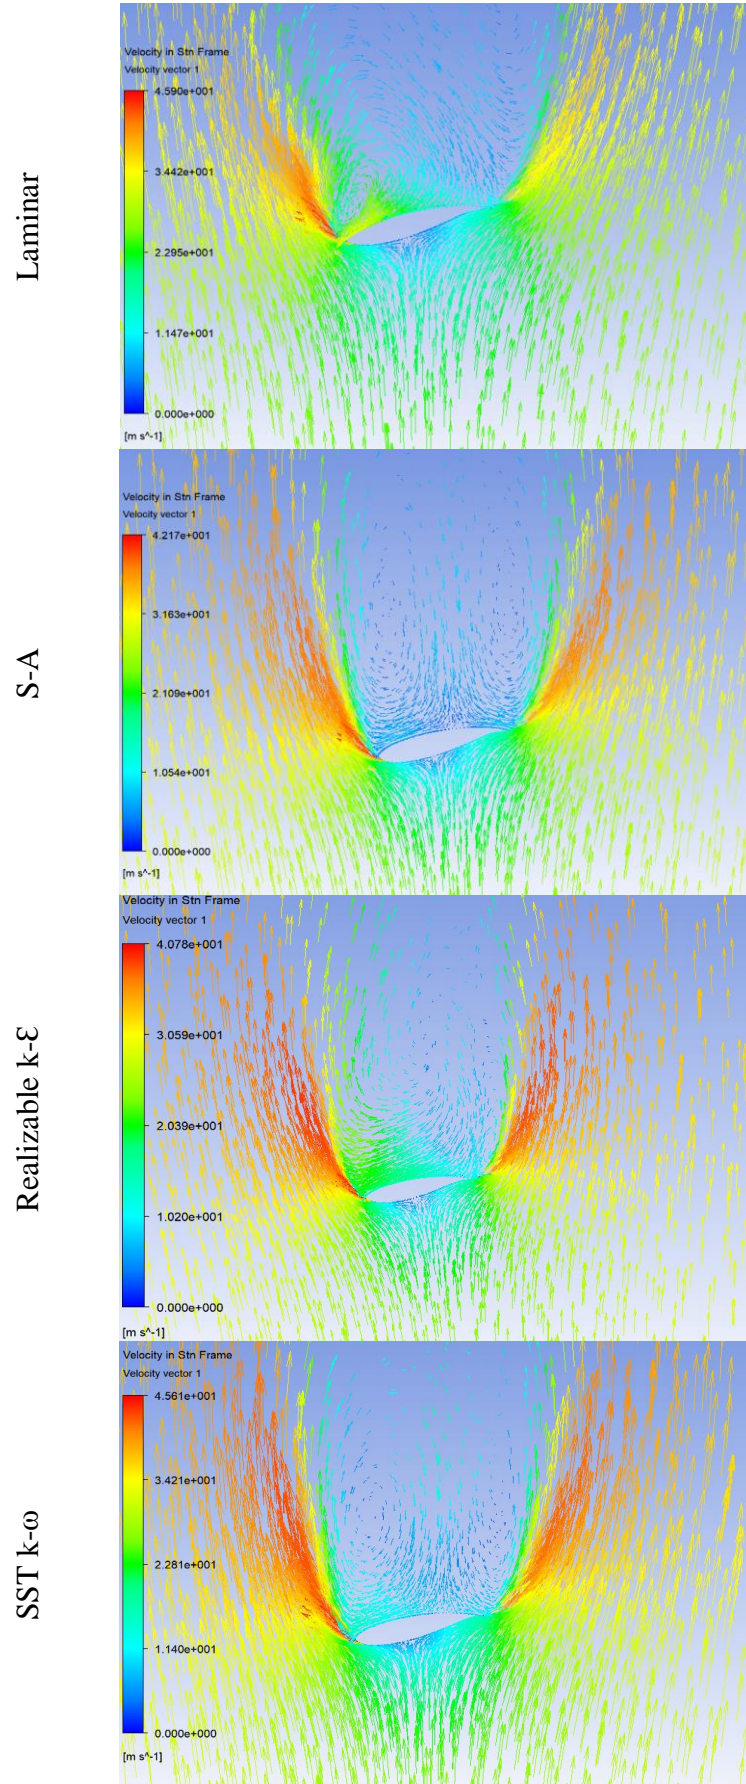 Laminar
Velocity in Stn Frame
Velocity vector 1
4.590e+001
3.442e+001
2.295e+001
1.147e+001
0.000e+000
[m s^-1]
S-A
Velocity in Stn Frame
Velocity vector 1
4.217e+001
3.163e+001
2.109e+001
1.054e+001
0.000e+000
[m s^-1]
Realizable k-Ɛ
Velocity in Stn Frame
Velocity vector 1
4.078e+001
3.059e+001
2.039e+001
1.020e+001
0.000e+000
[m s^-1]
SST k-ω
Velocity in Stn Frame
Velocity vector 1
4.561e+001
3.421e+001
2.281e+001
1.140e+001
0.000e+000
[m s^-1]